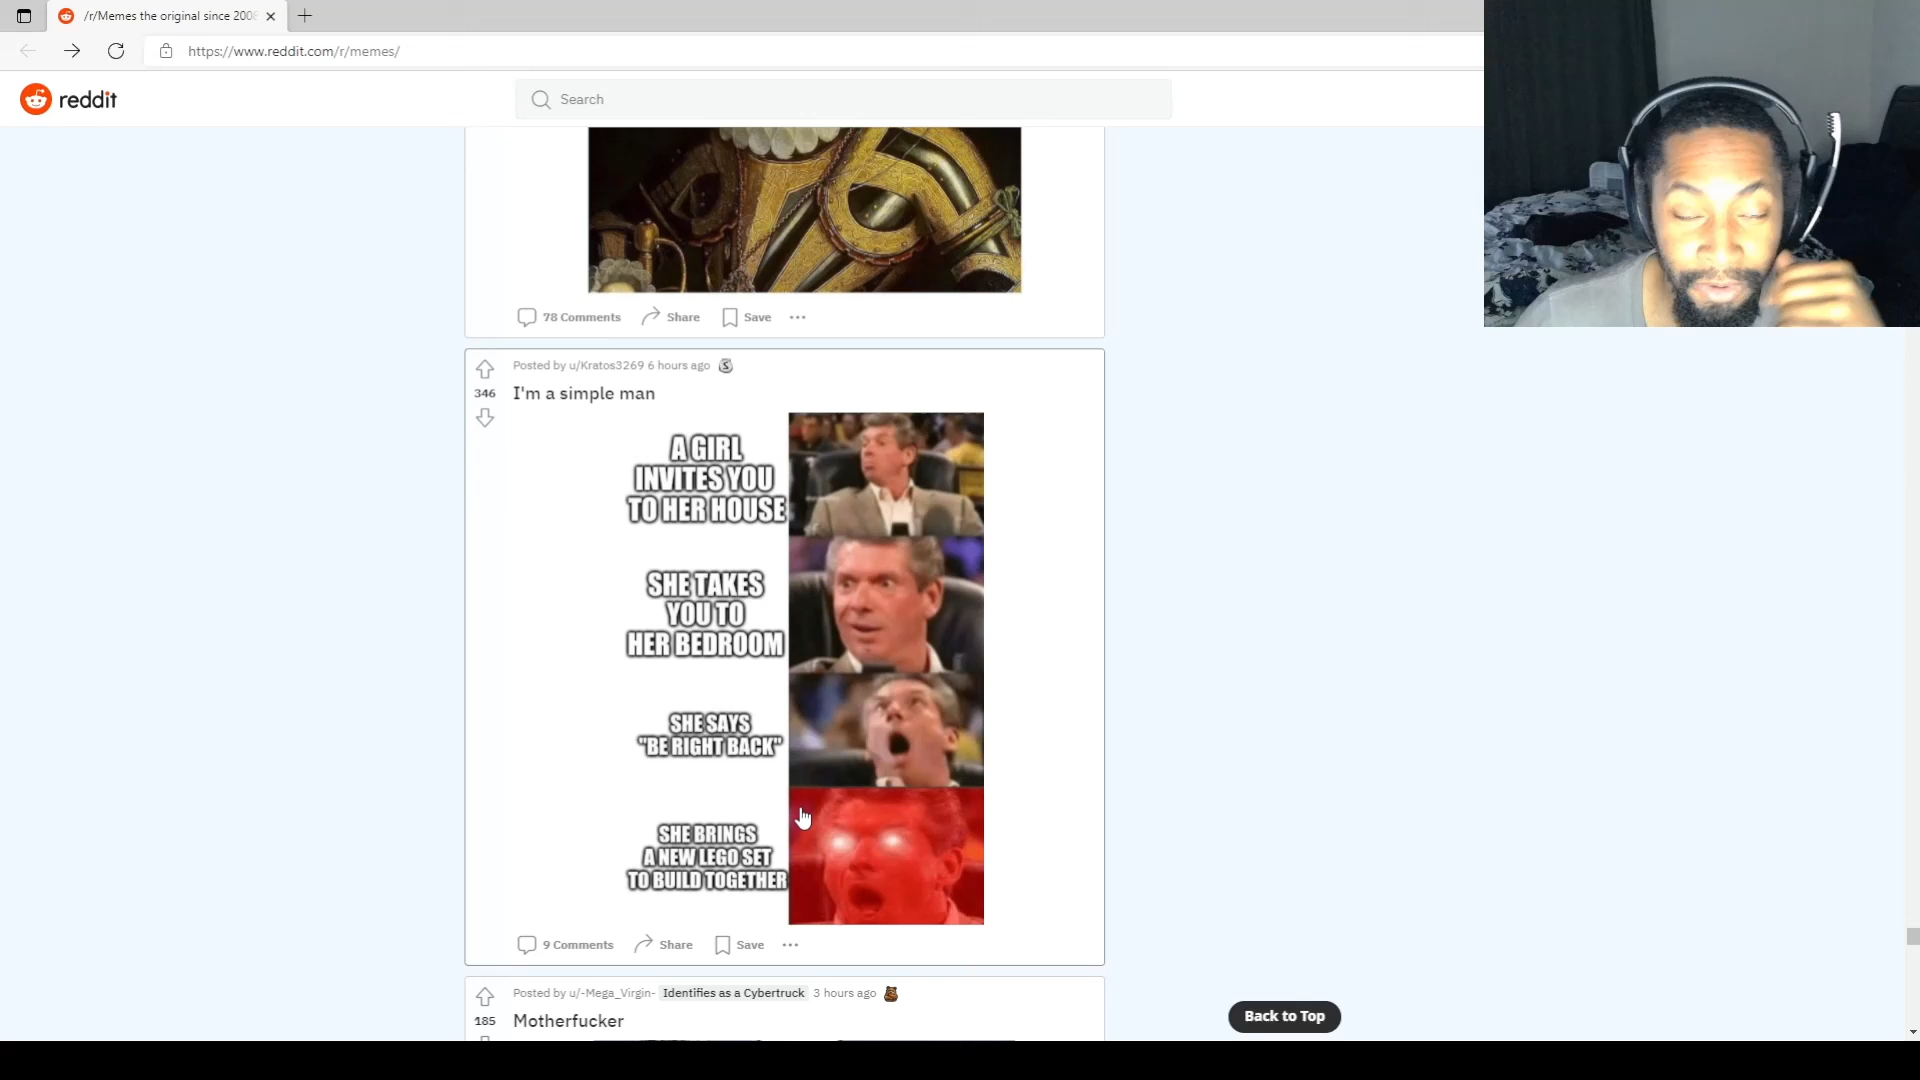 /r/Memes the original since 2008
https://www.reddit.com/r/memes/
reddit
Search
78 Comments
Share
Save
Posted by u/Kratos3269 6 hours ago
346
I'm a simple man
A GIRL
INVITES YOU
TO HER HOUSE
SHE TAKES
YOU TO
HER BEDROOM
SHE SAYS
"BE RIGHT BACK"
SHE BRINGS
A NEW LEGO SET
TO BUILD TOGETHER
9 Comments
Share
Save
Posted by u/-Mega_Virgin- Identifies as a Cybertruck 3 hours ago
185
Motherfucker
Back to Top